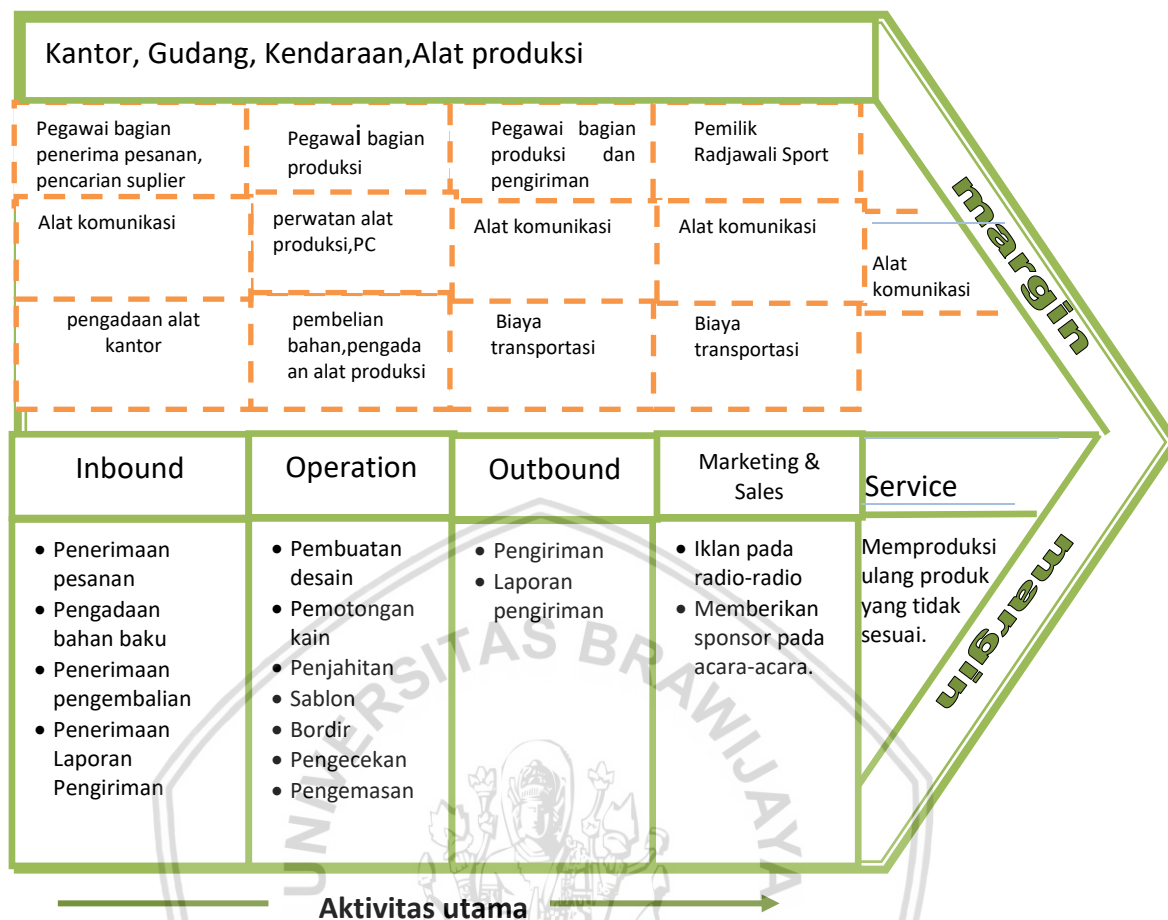 Kantor, Gudang, Kendaraan,Alat produksi
Pegawai bagian
penerima pesanan,
pencarian suplier
Pegawai bagian
produksi
Pegawai bagian
produksi dan
pengiriman
Pemilik
Radjawali Sport
Alat komunikasi
perwatan alat
produksi,PC
Alat komunikasi
Alat komunikasi
Alat
komunikasi
pengadaan alat
kantor
pembelian
bahan,pengada
an alat produksi
Biaya
transportasi
Biaya
transportasi
margin
Inbound
Operation
Outbound
Marketing &
Sales
Service
• Penerimaan
pesanan
• Pengadaan
bahan baku
• Penerimaan
pengembalian
• Penerimaan
Laporan
Pengiriman
• Pembuatan
desain
• Pemotongan
kain
• Penjahitan
• Sablon
• Bordir
• Pengecekan
• Pengemasan
• Pengiriman
• Laporan
pengiriman
• Iklan pada
radio-radio
• Memberikan
sponsor pada
acara-acara.
Memproduksi
ulang produk
yang tidak
sesuai.
margin
UNIVERSITAS BRAWIJAYA
Aktivitas utama